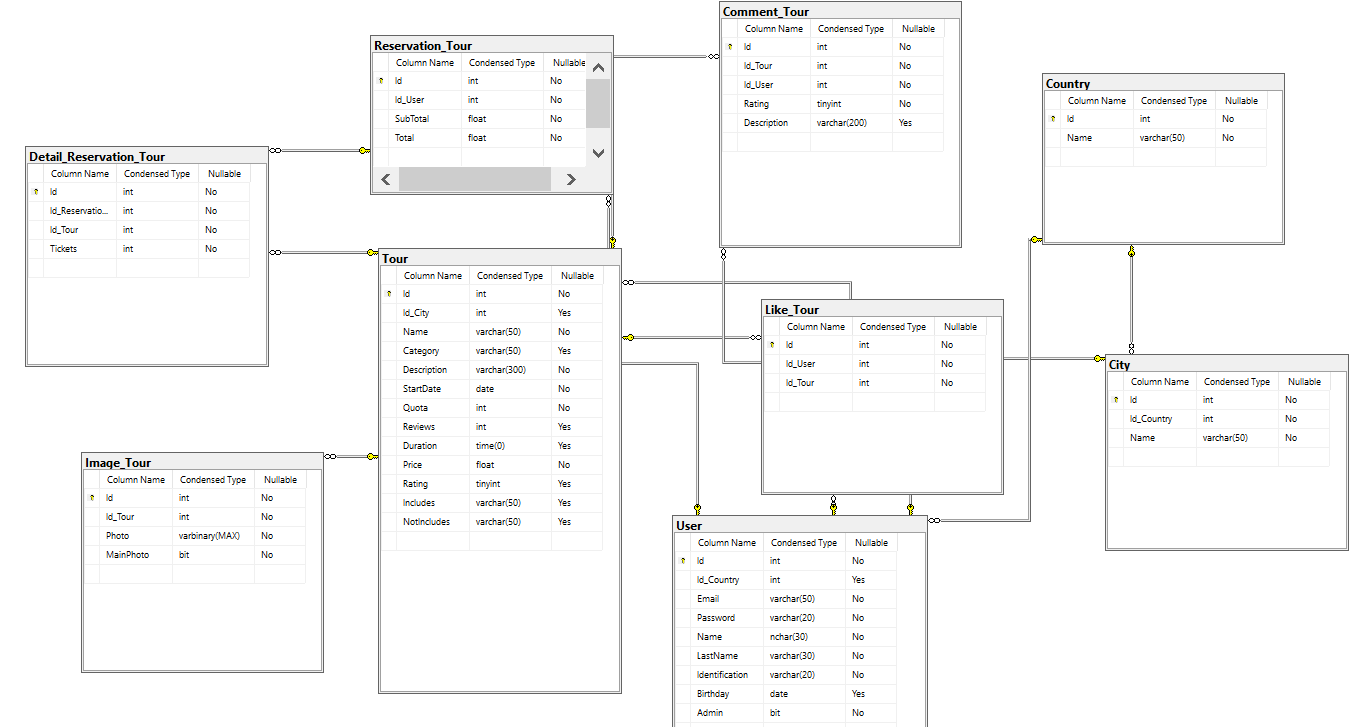 Comment_Tour
Column Name Condensed Type Nullable
Id int No
Id_Tour int No
Id_User int No
Rating tinyint No
Description varchar(200) Yes
Reservation_Tour
Column Name Condensed Type Nullable
Id int No
Id_User int No
SubTotal float No
Total float No
Country
Column Name Condensed Type Nullable
Id int No
Name varchar(50) No
Detail_Reservation_Tour
Column Name Condensed Type Nullable
Id int No
Id_Reservatio... int No
Id_Tour int No
Tickets int No
Tour
Column Name Condensed Type Nullable
Id int No
Id_City int Yes
Name varchar(50) No
Category varchar(50) Yes
Description varchar(300) No
StartDate date No
Quota int No
Reviews int Yes
Duration time(0) Yes
Price float No
Rating tinyint Yes
Includes varchar(50) Yes
NotIncludes varchar(50) Yes
Like_Tour
Column Name Condensed Type Nullable
Id int No
Id_User int No
Id_Tour int No
City
Column Name Condensed Type Nullable
Id int No
Id_Country int No
Name varchar(50) No
Image_Tour
Column Name Condensed Type Nullable
Id int No
Id_Tour int No
Photo varbinary(MAX) No
MainPhoto bit No
User
Column Name Condensed Type Nullable
Id int No
Id_Country int Yes
Email varchar(50) No
Password varchar(20) No
Name nchar(30) No
LastName varchar(30) No
Identification varchar(20) No
Birthday date Yes
Admin bit No